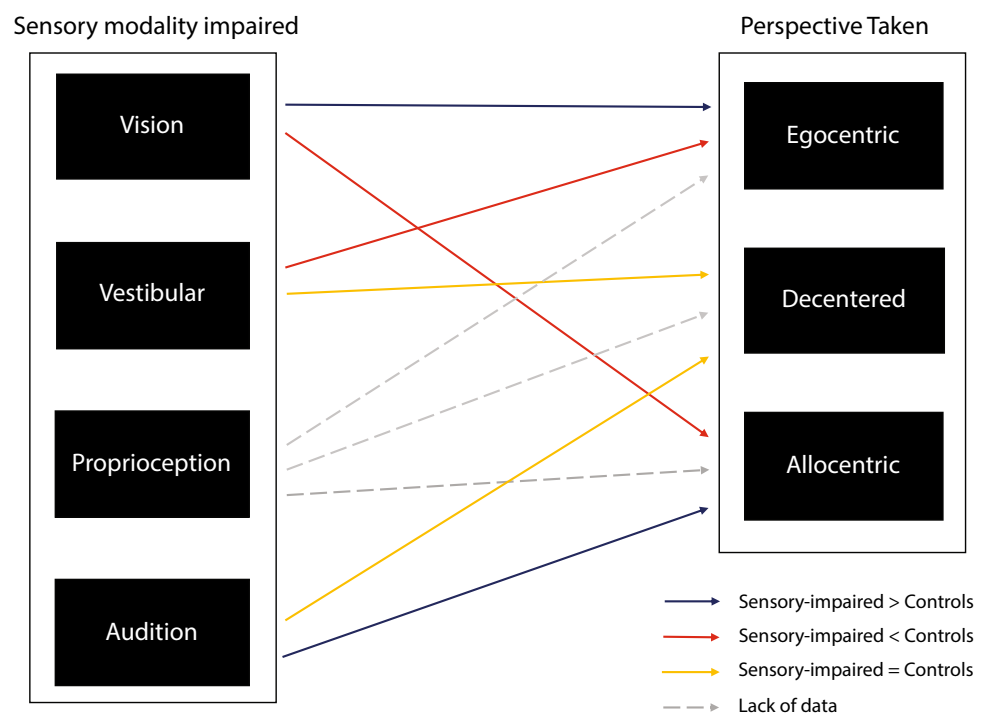 Sensory modality impaired
Perspective Taken
Vision
Vestibular
Proprioception
Audition
Egocentric
Decentered
Allocentric
Sensory-impaired > Controls
Sensory-impaired < Controls
Sensory-impaired = Controls
Lack of data